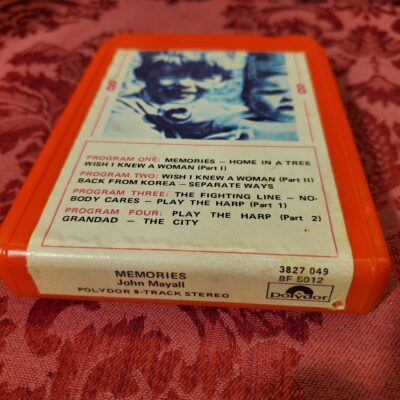 8
8
PROGRAM ONE: MEMORIES — HOME IN A TREE
WISH I KNEW A WOMAN (Part I)
PROGRAM TWO: WISH I KNEW A WOMAN (Part II)
BACK FROM KOREA — SEPARATE WAYS
PROGRAM THREE: THE FIGHTING LINE — NO-
BODY CARES — PLAY THE HARP (Part 1)
PROGRAM FOUR: PLAY THE HARP (Part 2)
GRANDAD — THE CITY
MEMORIES
John Mayall
POLYDOR 8-TRACK STEREO
3827 049
8F 5012
Polydor